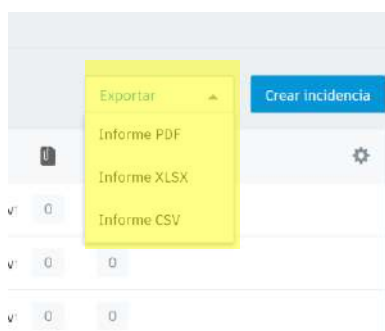 Exportar
Crear incidencia
Informe PDF
Informe XLSX
Informe CSV
0
0
0
0
0